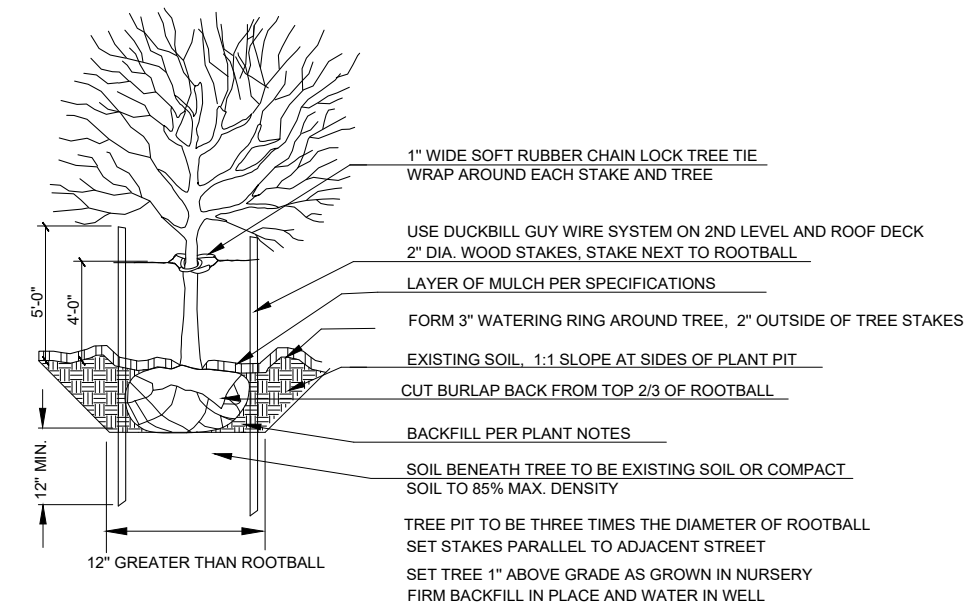 1" WIDE SOFT RUBBER CHAIN LOCK TREE TIE
WRAP AROUND EACH STAKE AND TREE
USE DUCKBILL GUY WIRE SYSTEM ON 2ND LEVEL AND ROOF DECK
2" DIA. WOOD STAKES, STAKE NEXT TO ROOTBALL
LAYER OF MULCH PER SPECIFICATIONS
FORM 3" WATERING RING AROUND TREE, 2" OUTSIDE OF TREE STAKES
EXISTING SOIL, 1:1 SLOPE AT SIDES OF PLANT PIT
CUT BURLAP BACK FROM TOP 2/3 OF ROOTBALL
BACKFILL PER PLANT NOTES
SOIL BENEATH TREE TO BE EXISTING SOIL OR COMPACT
SOIL TO 85% MAX. DENSITY
TREE PIT TO BE THREE TIMES THE DIAMETER OF ROOTBALL
SET STAKES PARALLEL TO ADJACENT STREET
SET TREE 1" ABOVE GRADE AS GROWN IN NURSERY
FIRM BACKFILL IN PLACE AND WATER IN WELL
5'-0"
4'-0"
12" MIN.
12" GREATER THAN ROOTBALL